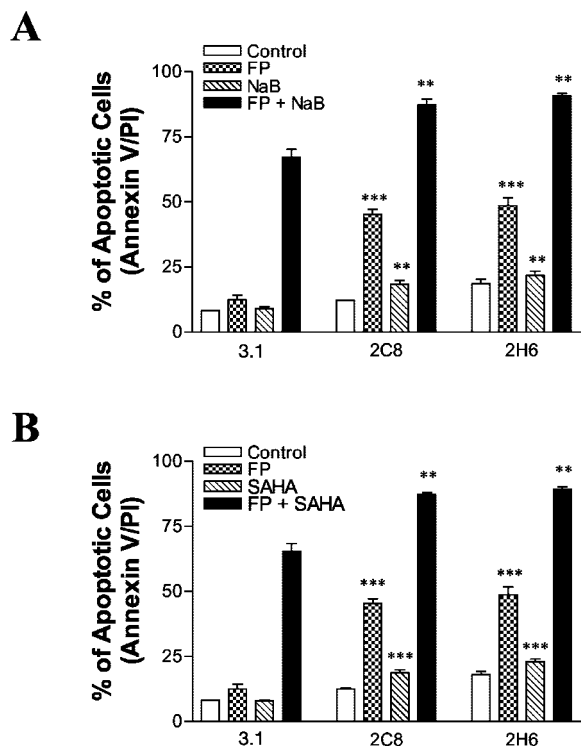 A
Control
FP
NaB
FP + NaB
% of Apoptotic Cells
(Annexin V/PI)
100
75
50
25
0
**
**
***
***
**
**
3.1
2C8
2H6
B
Control
FP
SAHA
FP + SAHA
% of Apoptotic Cells
(Annexin V/PI)
100
75
50
25
0
**
**
***
***
***
***
3.1
2C8
2H6